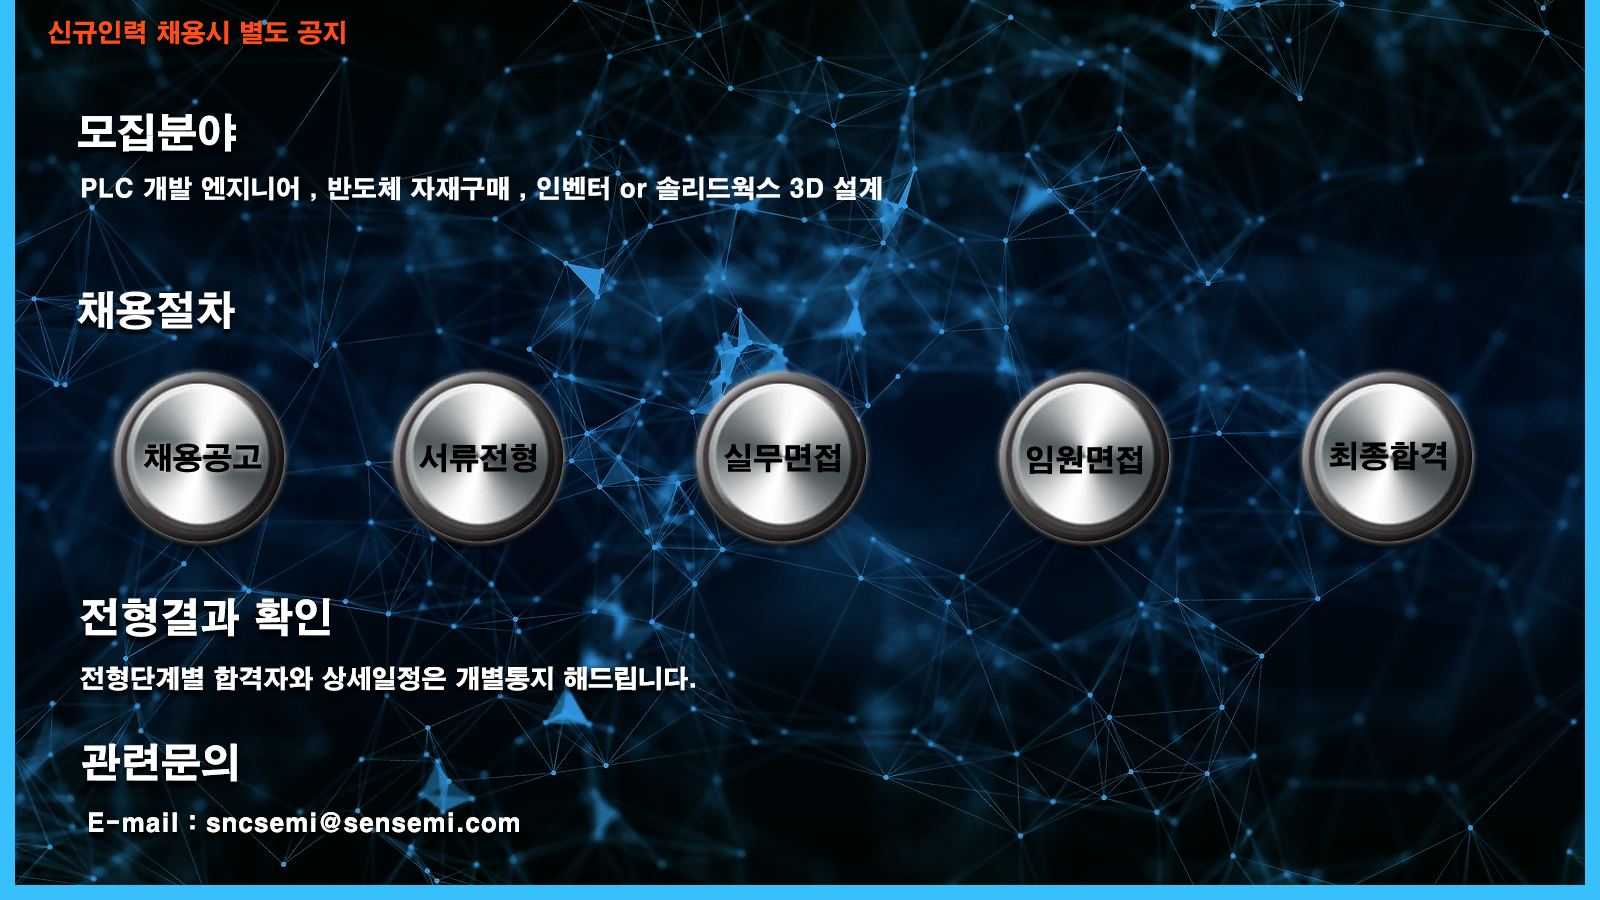 신규인력 채용시 별도 공지
모집분야
PLC 개발 엔지니어 , 반도체 자재구매 , 인벤터 or 솔리드웍스 3D 설계
채용절차
채용공고
서류전형
실무면접
임원면접
최종합격
전형결과 확인
전형단계별 합격자와 상세일정은 개별통지 해드립니다.
관련문의
E-mail : sncsemi@sensemi.com